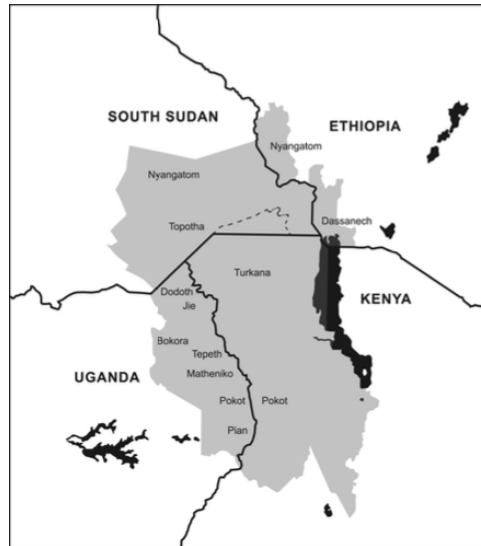 SOUTH SUDAN
ETHIOPIA
Nyangatom
Nyangatom
Topotha
Dassanech
Turkana
Dodoth
Jie
KENYA
Bokora
Tepeth
Matheniko
UGANDA
Pokot
Pokot
Pian